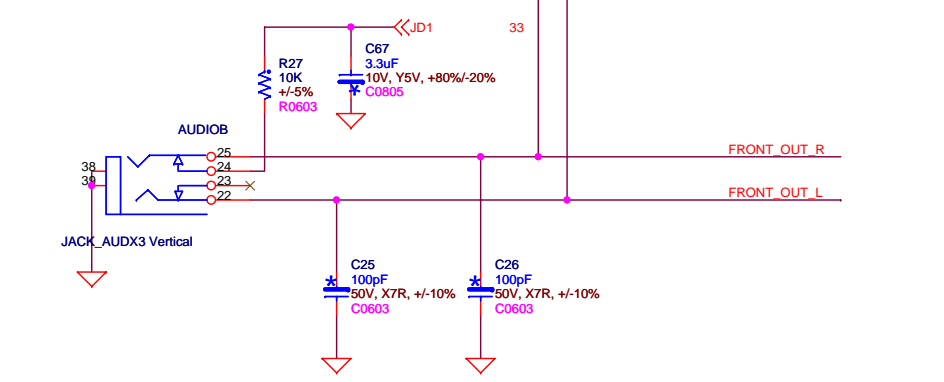 JD1
33
C67
3.3uF
10V, Y5V, +80%/-20%
C0805
R27
10K
+/-5%
R0603
AUDIOB
25
24
23
22
38
39
FRONT_OUT_R
FRONT_OUT_L
JACK_AUDX3 Vertical
C25
100pF
50V, X7R, +/-10%
C0603
C26
100pF
50V, X7R, +/-10%
C0603